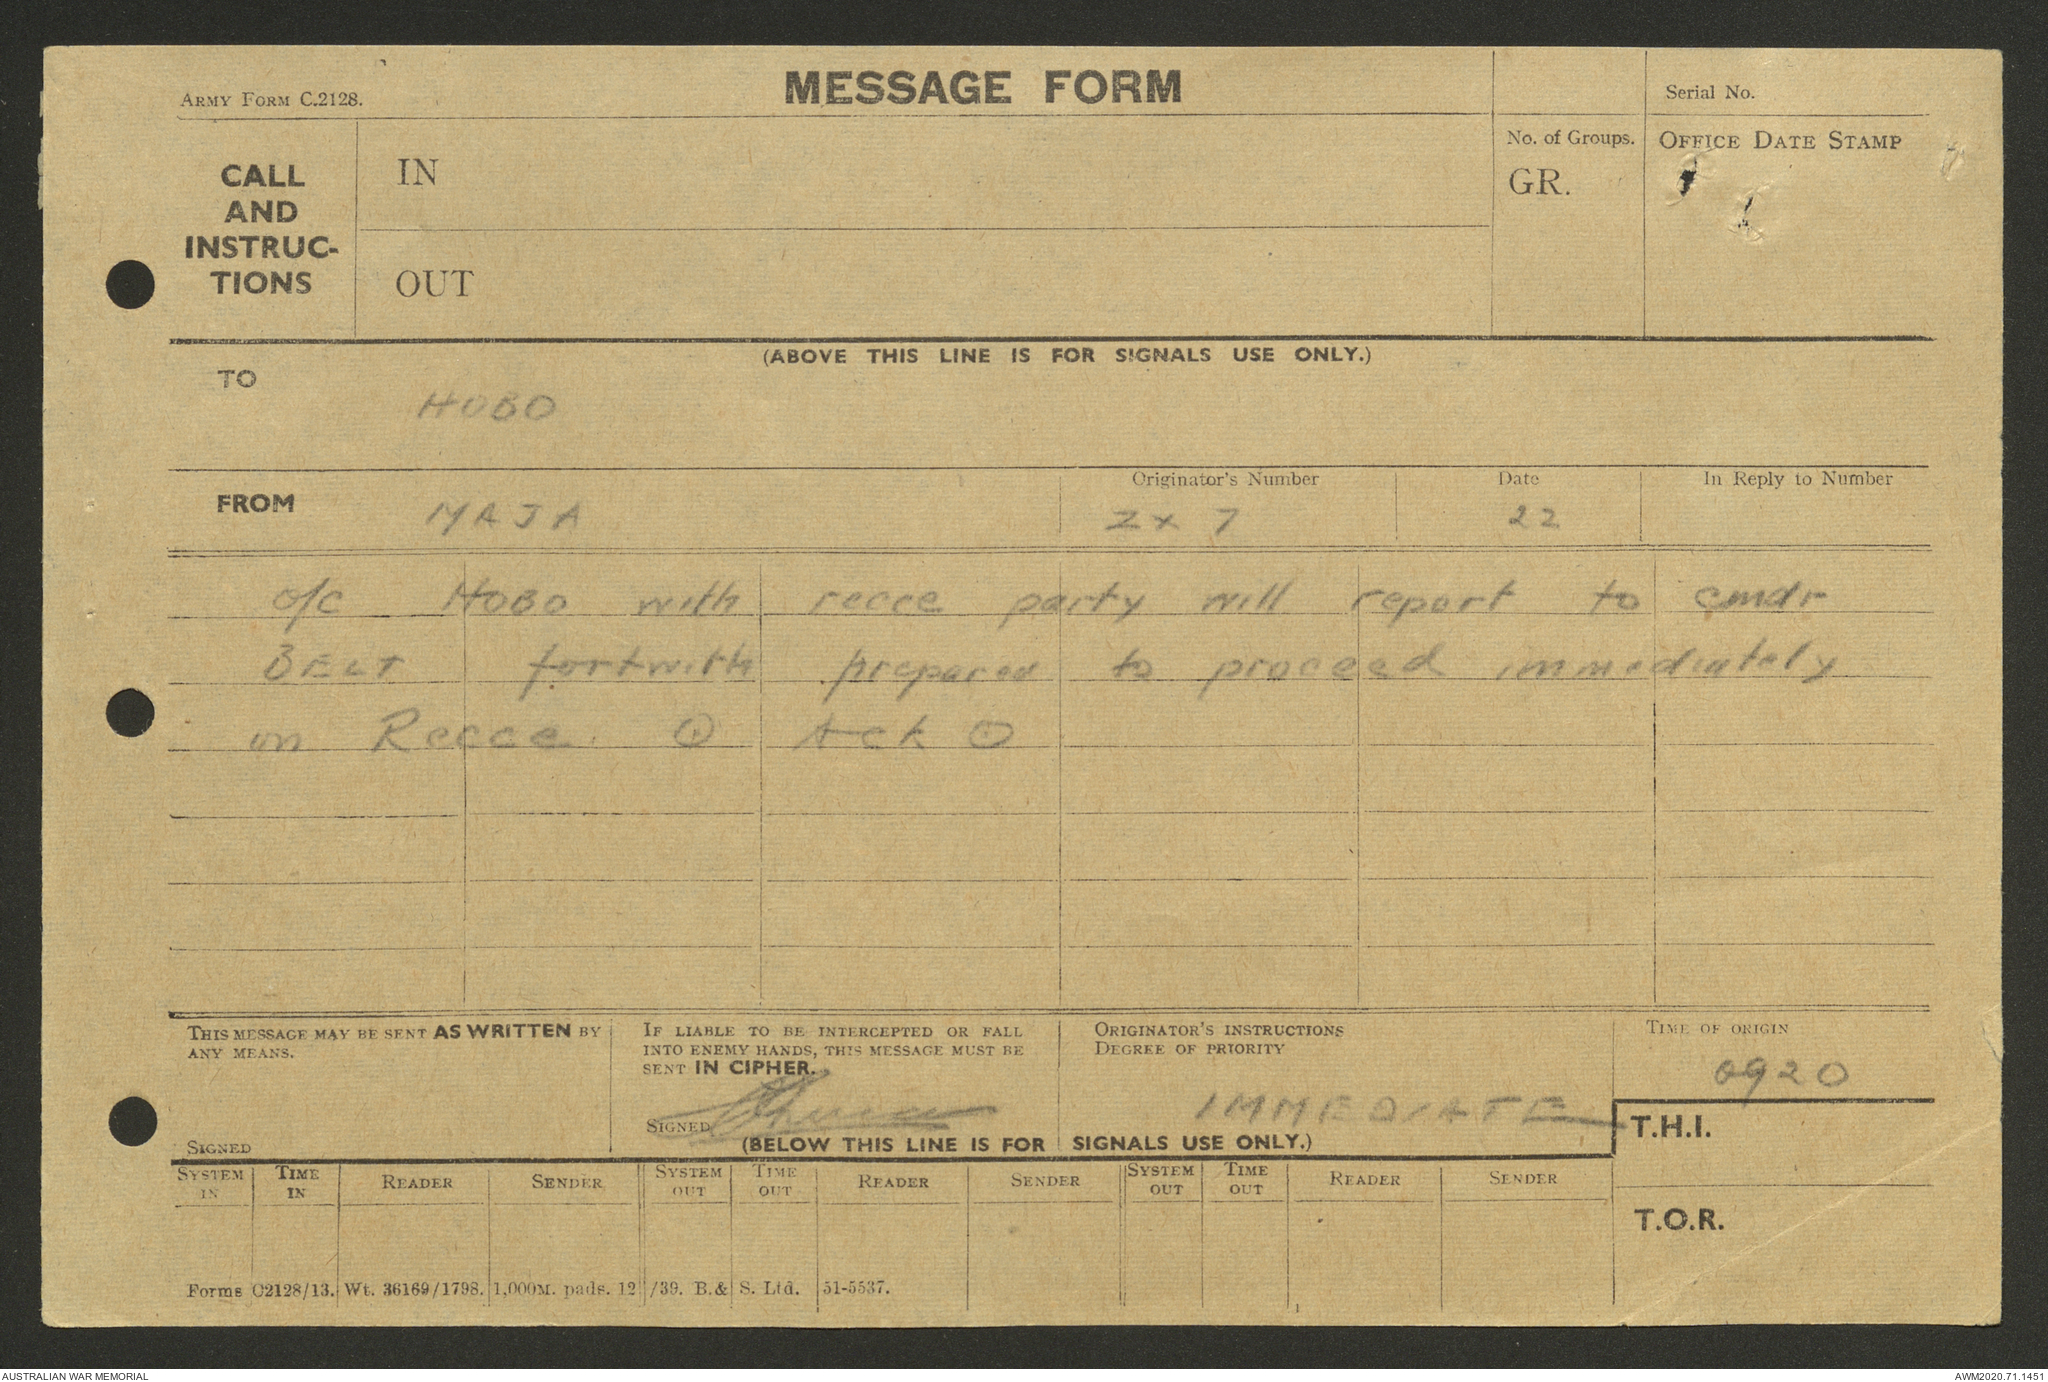 ARMY FORM C.2128.
MESSAGE FORM
Serial No.
CALL AND INSTRUC- TIONS
IN
OUT
No. of Groups.
GR.
OFFICE DATE STAMP
(ABOVE THIS LINE IS FOR SIGNALS USE ONLY.)
TO
HOBO
FROM
MAJA
Originator's Number
ZX 7
Date
22
In Reply to Number
o/c HOBO with recce party will report to cmdr
BELT fortwith prepared to proceed immediately
on Recce. ⊙ Ack ⊙
THIS MESSAGE MAY BE SENT AS WRITTEN BY
ANY MEANS.
SIGNED
IF LIABLE TO BE INTERCEPTED OR FALL
INTO ENEMY HANDS, THIS MESSAGE MUST BE
SENT IN CIPHER.
SIGNED
ORIGINATOR'S INSTRUCTIONS
DEGREE OF PRIORITY
IMMEDIATE
TIME OF ORIGIN
0920
(BELOW THIS LINE IS FOR SIGNALS USE ONLY.)
T.H.I.
T.O.R.
SYSTEM IN
TIME IN
READER
SENDER
SYSTEM OUT
TIME OUT
READER
SENDER
SYSTEM OUT
TIME OUT
READER
SENDER
Forms C2128/13. Wt. 36169/1798. 1,000M. pads. 12/39. B. & S. Ltd. 51-5537.
AUSTRALIAN WAR MEMORIAL
AWM2020.71.1451